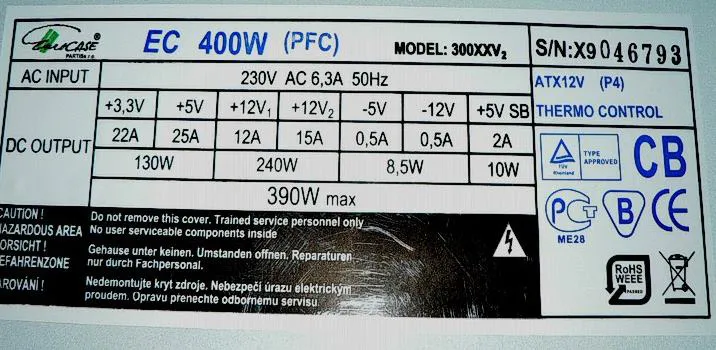 EuroCASE ®
EC 400W (PFC)
MODEL: 300XXV2
S/N:X9046793
AC INPUT 230V AC 6,3A 50Hz
ATX12V (P4)
THERMO CONTROL
DC OUTPUT
+3,3V +5V +12V1 +12V2 -5V -12V +5V SB
22A 25A 12A 15A 0,5A 0,5A 2A
130W 240W 8,5W 10W
390W max
TÜV
Rheinland
TYPE
APPROVED
CB
PCT
ME28
B
CE
RoHS
WEEE
PASSED
CAUTION !
HAZARDOUS AREA
Do not remove this cover. Trained service personnel only
No user serviceable components inside
VORSICHT !
GEFAHRENZONE
Gehause unter keinen. Umstanden offnen. Reparaturen
nur durch Fachpersonal.
VAROVÁNÍ !
Nedemontujte kryt zdroje. Nebezpečí úrazu elektrickým
proudem. Opravu přenechte odbornému servisu.